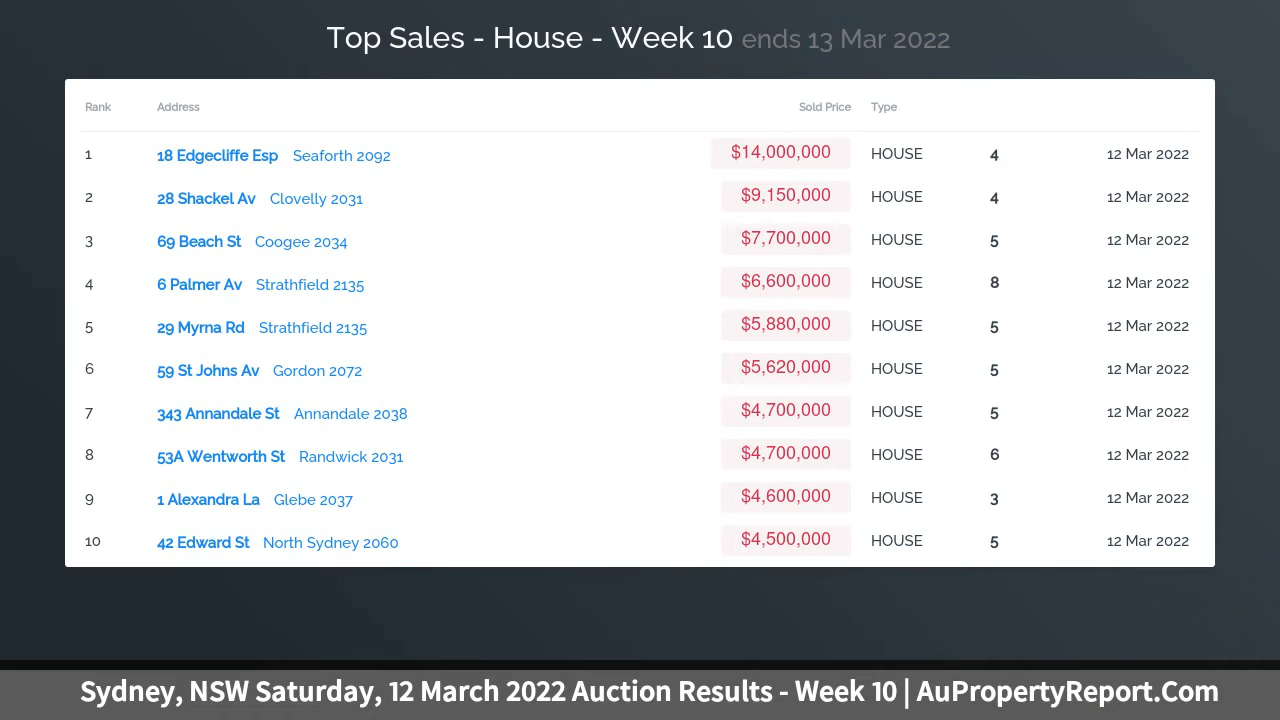 Top Sales - House - Week 10 ends 13 Mar 2022
Rank Address Sold Price Type
1 18 Edgecliffe Esp Seaforth 2092 $14,000,000 HOUSE 4 12 Mar 2022
2 28 Shackel Av Clovelly 2031 $9,150,000 HOUSE 4 12 Mar 2022
3 69 Beach St Coogee 2034 $7,700,000 HOUSE 5 12 Mar 2022
4 6 Palmer Av Strathfield 2135 $6,600,000 HOUSE 8 12 Mar 2022
5 29 Myrna Rd Strathfield 2135 $5,880,000 HOUSE 5 12 Mar 2022
6 59 St Johns Av Gordon 2072 $5,620,000 HOUSE 5 12 Mar 2022
7 343 Annandale St Annandale 2038 $4,700,000 HOUSE 5 12 Mar 2022
8 53A Wentworth St Randwick 2031 $4,700,000 HOUSE 6 12 Mar 2022
9 1 Alexandra La Glebe 2037 $4,600,000 HOUSE 3 12 Mar 2022
10 42 Edward St North Sydney 2060 $4,500,000 HOUSE 5 12 Mar 2022
Sydney, NSW Saturday, 12 March 2022 Auction Results - Week 10 | AuPropertyReport.Com